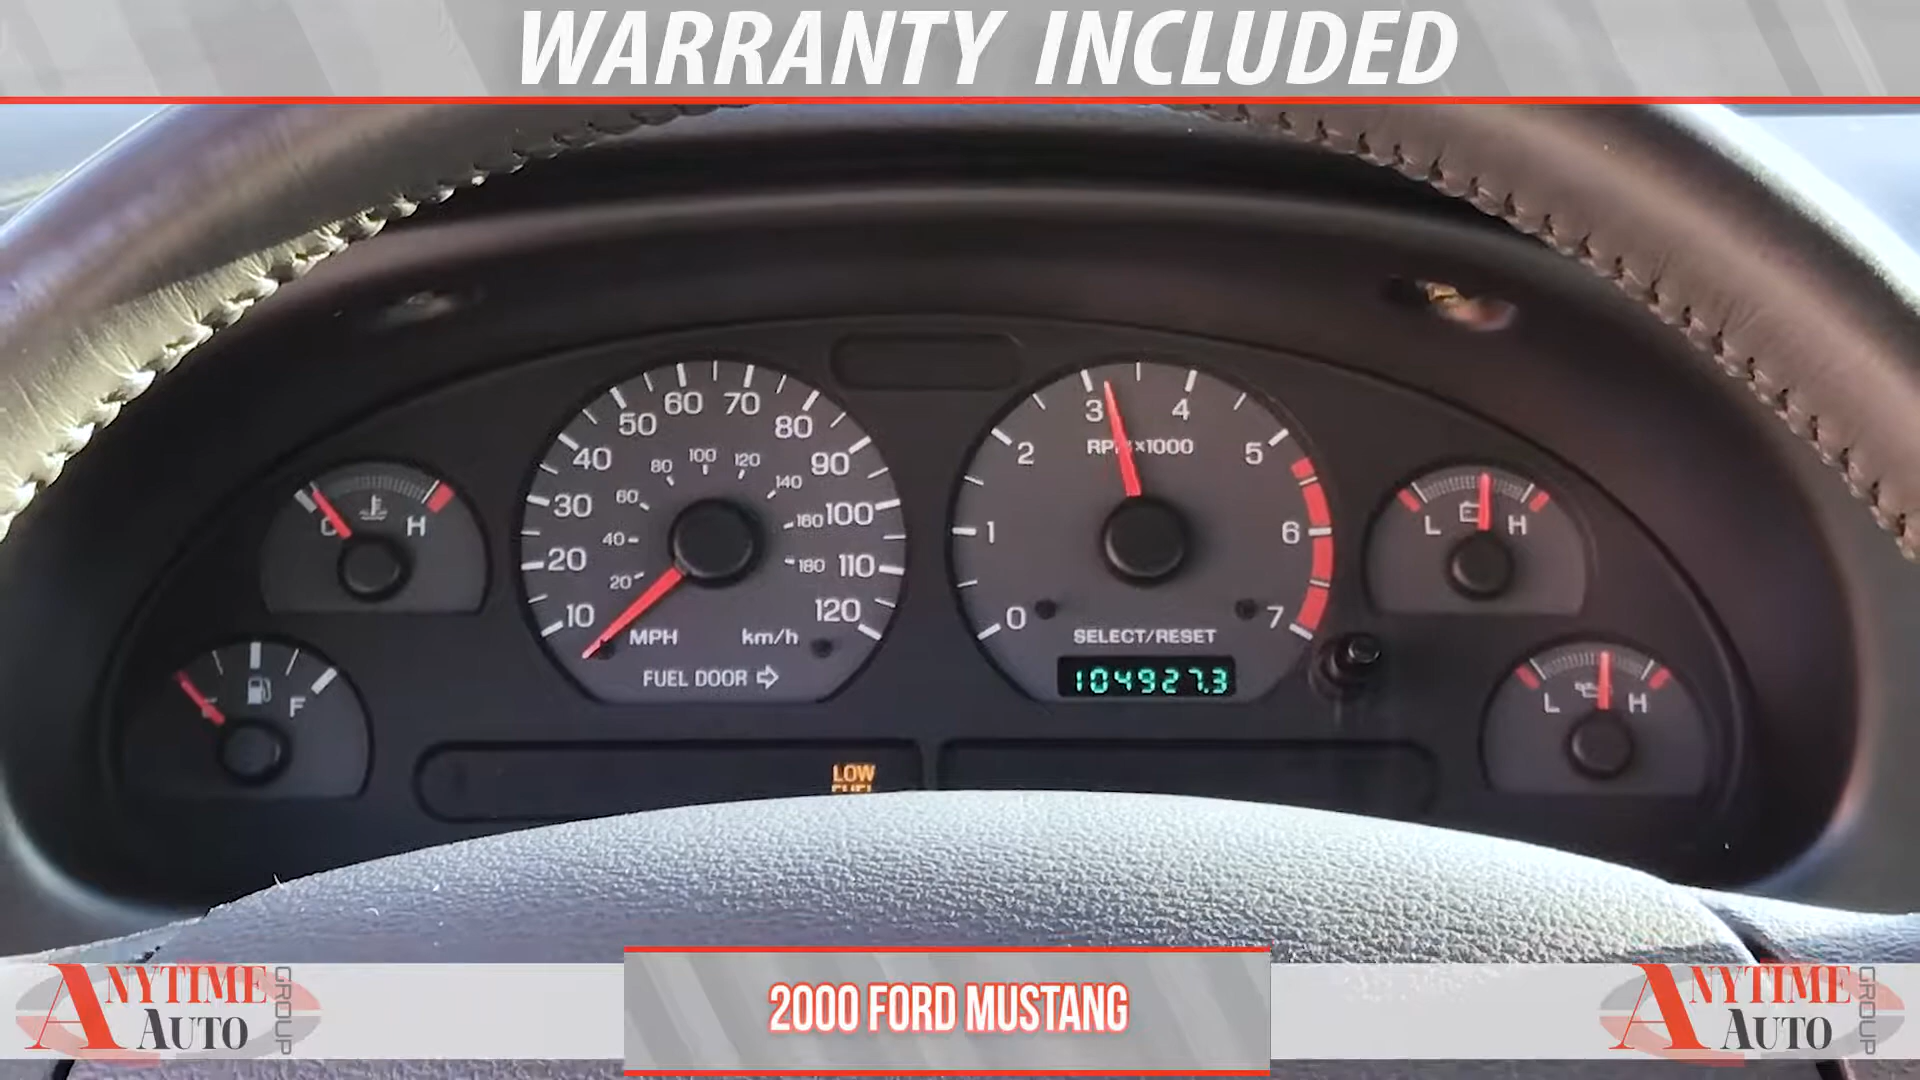 WARRANTY INCLUDED
10 20 30 40 50 60 70 80 90 100 110 120
20 40 60 80 100 120 140 160 180
MPH km/h
FUEL DOOR
0 1 2 3 4 5 6 7
RPM×1000
SELECT/RESET
104927.3
C H
F
L H
L H
LOW
FUEL
ANYTIME
AUTO
GROUP
2000 FORD MUSTANG
ANYTIME
AUTO
GROUP